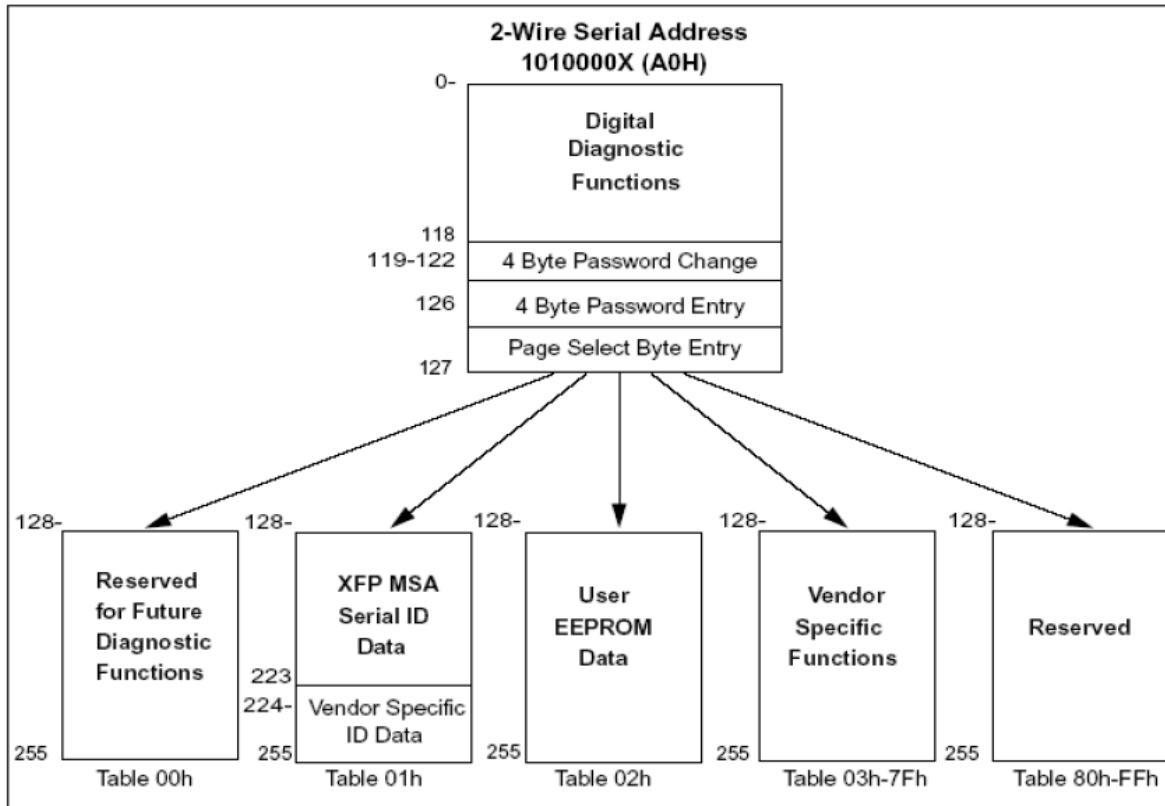 2-Wire Serial Address
1010000X (A0H)
0-
Digital
Diagnostic
Functions
118
119-122
4 Byte Password Change
126
4 Byte Password Entry
Page Select Byte Entry
127
128-
Reserved
for Future
Diagnostic
Functions
255
Table 00h
128-
XFP MSA
Serial ID
Data
223
224-
Vendor Specific
ID Data
255
Table 01h
128-
User
EEPROM
Data
255
Table 02h
128-
Vendor
Specific
Functions
255
Table 03h-7Fh
128-
Reserved
255
Table 80h-FFh